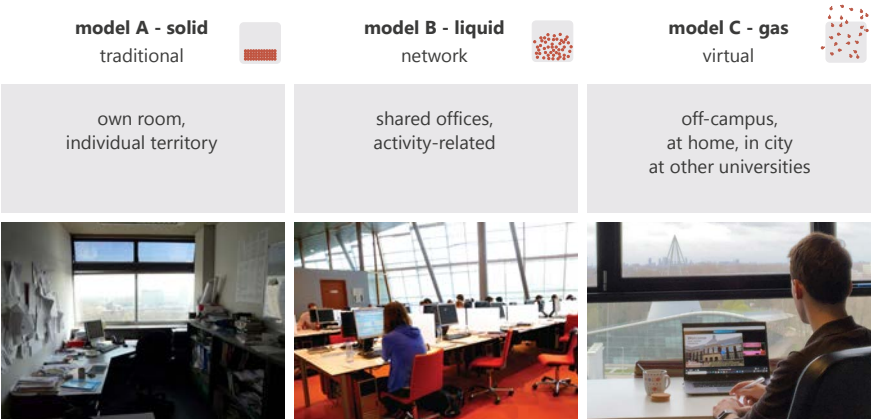 model A - solid
traditional
model B - liquid
network
model C - gas
virtual
own room,
individual territory
shared offices,
activity-related
off-campus,
at home, in city
at other universities